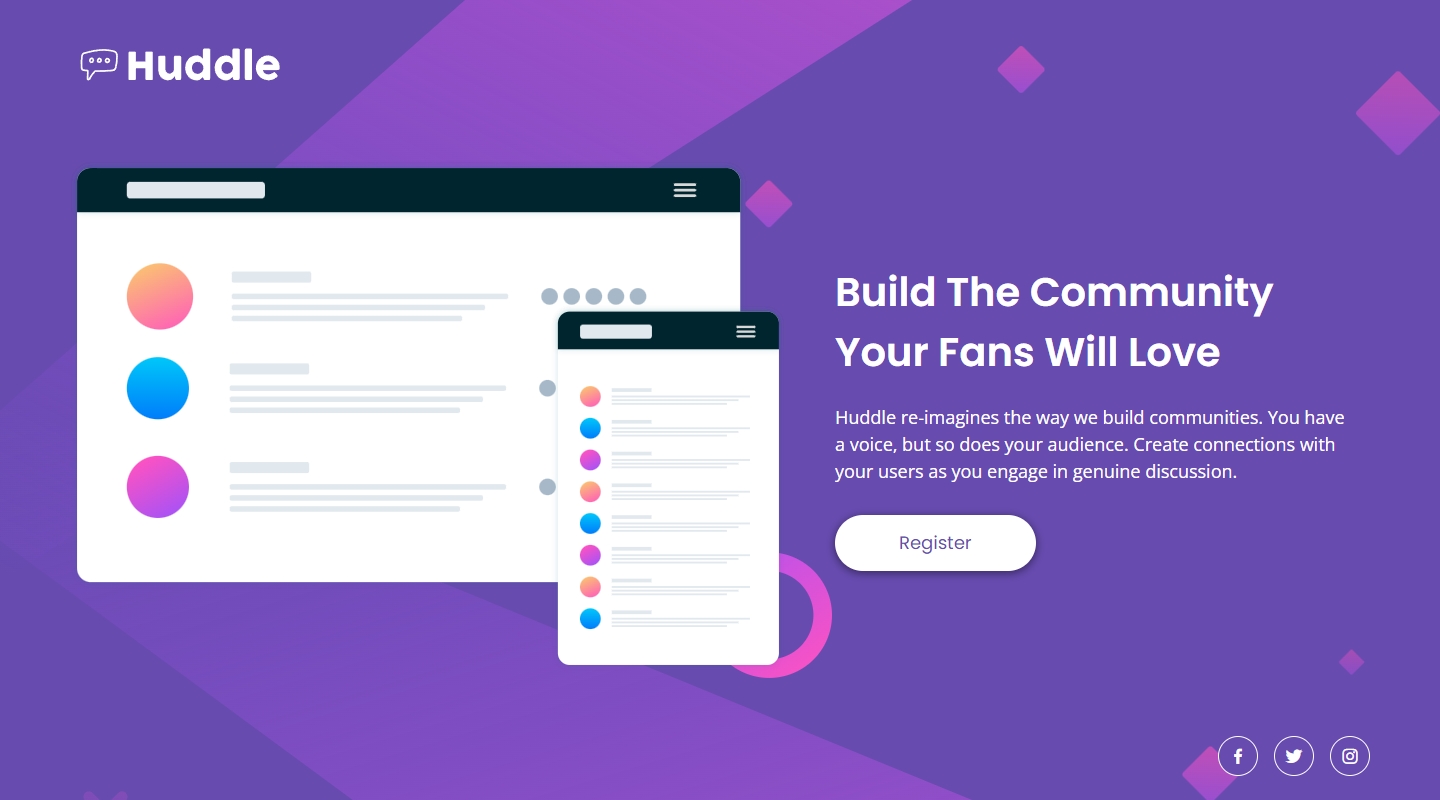 Huddle
Build The Community
Your Fans Will Love
Huddle re-imagines the way we build communities. You have
a voice, but so does your audience. Create connections with
your users as you engage in genuine discussion.
Register